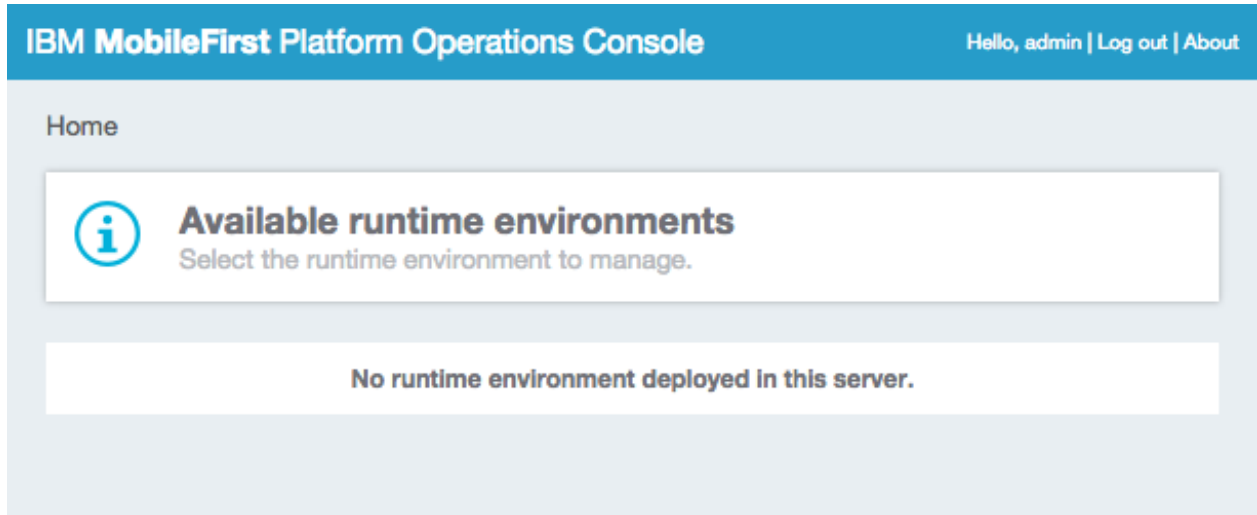 IBM MobileFirst Platform Operations Console
Hello, admin | Log out | About
Home
Available runtime environments
Select the runtime environment to manage.
No runtime environment deployed in this server.